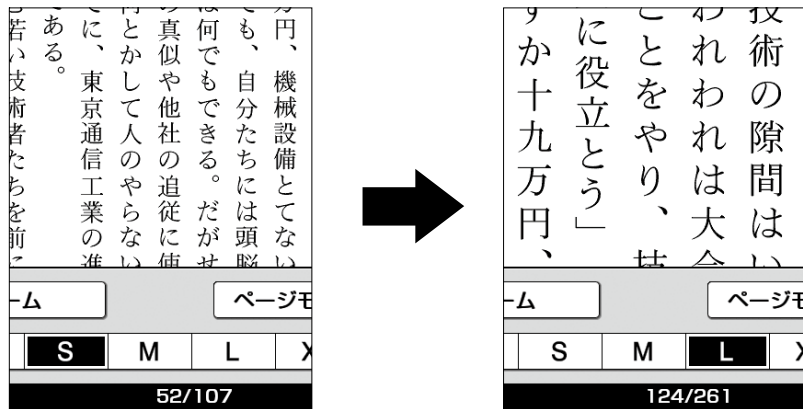 万円、機械設備とてない
も、自分たちには頭脳
は何でもできる。だがせ
の真似や他社の追従に使
何とかして人のやらない
に、東京通信工業の進
である。
若い技術者たちを前に
ーム
ページモ
S M L X
52/107
技術の隙間はい
われわれは大会
ことをやり、技
に役立とう」
ずか十九万円、
ーム
ページモ
S M L X
124/261